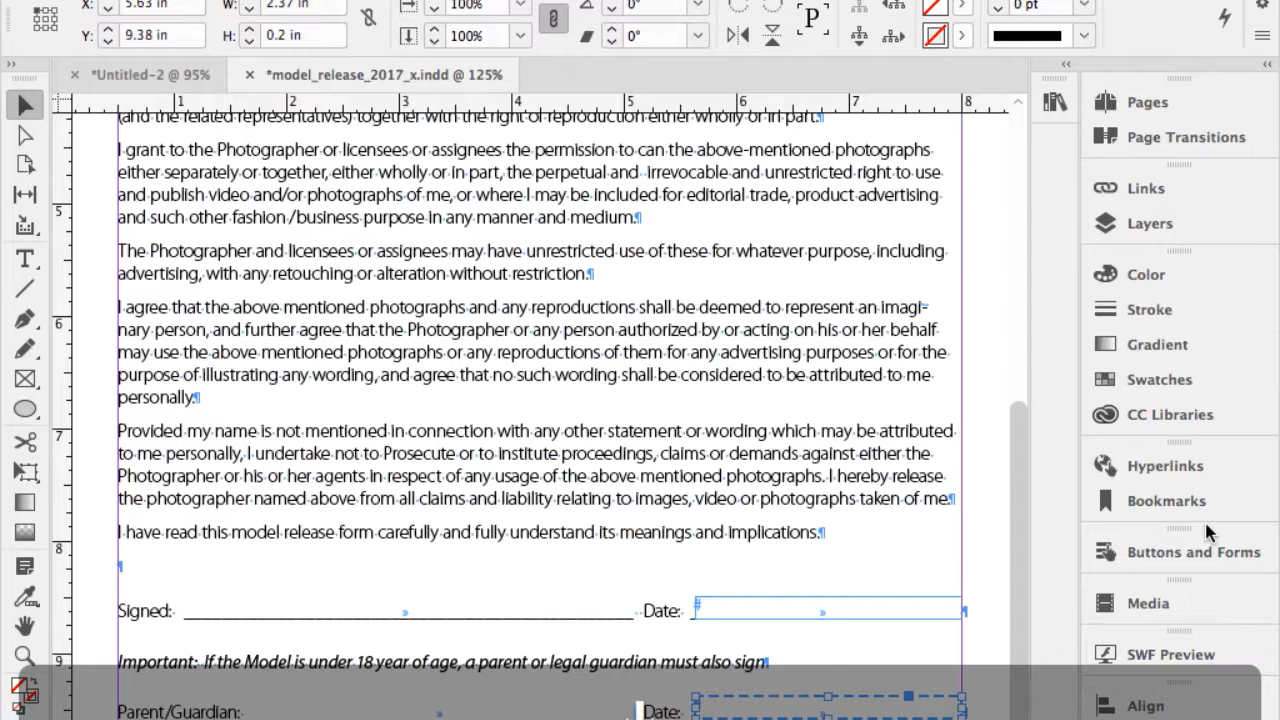 X: 5.63 in W: 2.37 in 100% 0° 0 pt
Y: 9.38 in H: 0.2 in 100% 0° P
*Untitled-2 @ 95% *model_release_2017_x.indd @ 125%
1 2 3 4 5 6 7 8
(and the related representatives) together with the right of reproduction either wholly or in part.¶
I grant to the Photographer or licensees or assignees the permission to can the above-mentioned photographs
either separately or together, either wholly or in part, the perpetual and irrevocable and unrestricted right to use
and publish video and/or photographs of me, or where I may be included for editorial trade, product advertising
and such other fashion /business purpose in any manner and medium.¶
The Photographer and licensees or assignees may have unrestricted use of these for whatever purpose, including
advertising, with any retouching or alteration without restriction.¶
I agree that the above mentioned photographs and any reproductions shall be deemed to represent an imagi-
nary person, and further agree that the Photographer or any person authorized by or acting on his or her behalf
may use the above mentioned photographs or any reproductions of them for any advertising purposes or for the
purpose of illustrating any wording, and agree that no such wording shall be considered to be attributed to me
personally.¶
Provided my name is not mentioned in connection with any other statement or wording which may be attributed
to me personally, I undertake not to Prosecute or to institute proceedings, claims or demands against either the
Photographer or his or her agents in respect of any usage of the above mentioned photographs. I hereby release
the photographer named above from all claims and liability relating to images, video or photographs taken of me.¶
I have read this model release form carefully and fully understand its meanings and implications.¶
¶
Signed: » Date: # » ¶
Important: If the Model is under 18 year of age, a parent or legal guardian must also sign¶
Parent/Guardian: » Date:
5
6
7
8
9
Pages
Page Transitions
Links
Layers
Color
Stroke
Gradient
Swatches
CC Libraries
Hyperlinks
Bookmarks
Buttons and Forms
Media
SWF Preview
Align